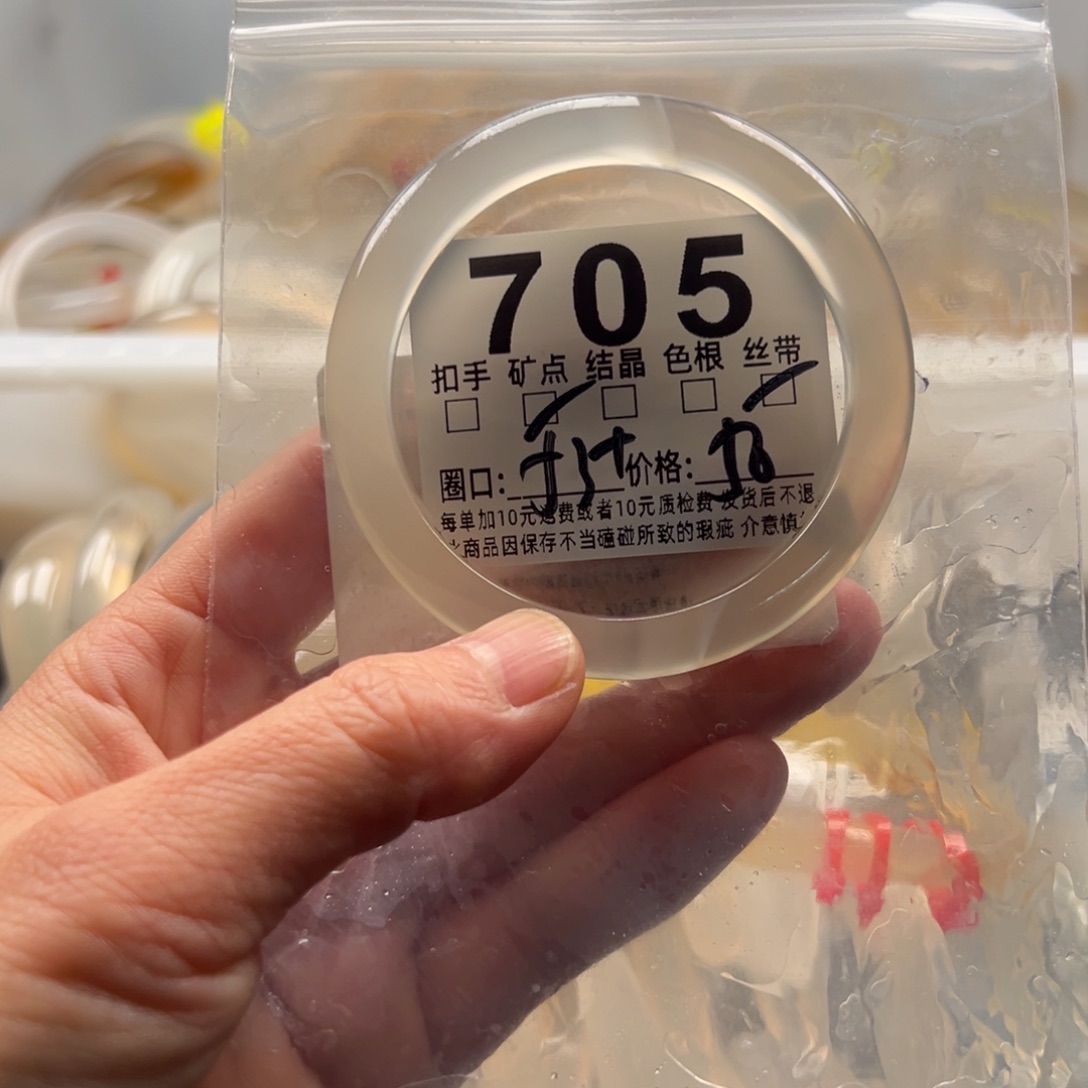 705
扣手 矿点 结晶 色根 丝带
圈口: 价格:
每单加10元退费或者10元质检费 发货后不退
商品因保存不当磕碰所致的瑕疵 介意慎